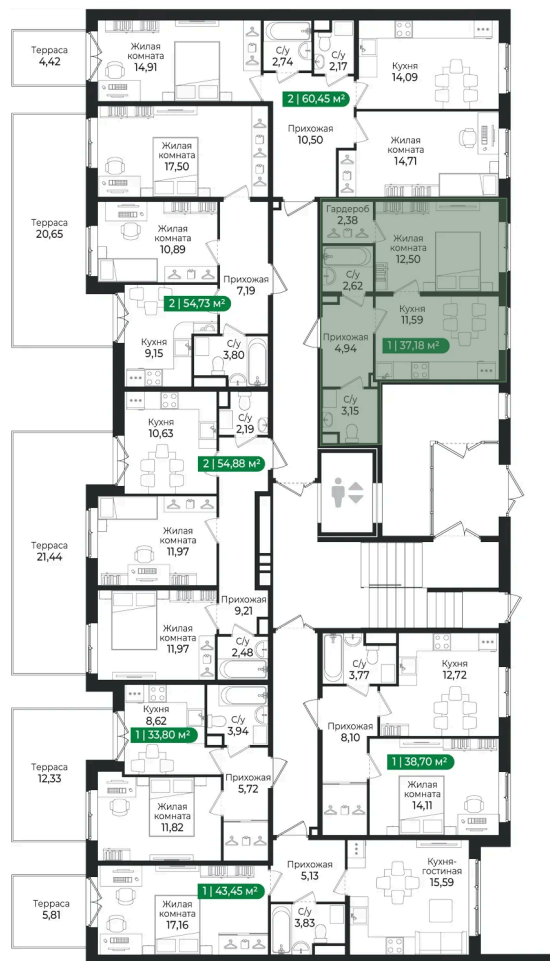 Терраса
4,42
Жилая
комната
14,91
С/у
2,74
С/у
2,17
Кухня
14,09
2 | 60,45 м²
Прихожая
10,50
Жилая
комната
17,50
Жилая
комната
14,71
Терраса
20,65
Жилая
комната
10,89
Гардероб
2,38
Жилая
комната
12,50
Прихожая
7,19
С/у
2,62
2 | 54,73 м²
Кухня
9,15
С/у
3,80
Кухня
11,59
Прихожая
4,94
1 | 37,18 м²
С/у
3,15
Кухня
10,63
С/у
2,19
2 | 54,88 м²
Терраса
21,44
Жилая
комната
11,97
Прихожая
9,21
Жилая
комната
11,97
С/у
2,48
С/у
3,77
Кухня
12,72
Кухня
8,62
1 | 33,80 м²
С/у
3,94
Прихожая
8,10
Терраса
12,33
Прихожая
5,72
1 | 38,70 м²
Жилая
комната
14,11
Жилая
комната
11,82
Терраса
5,81
1 | 43,45 м²
Жилая
комната
17,16
Прихожая
5,13
С/у
3,83
Кухня-
гостиная
15,59